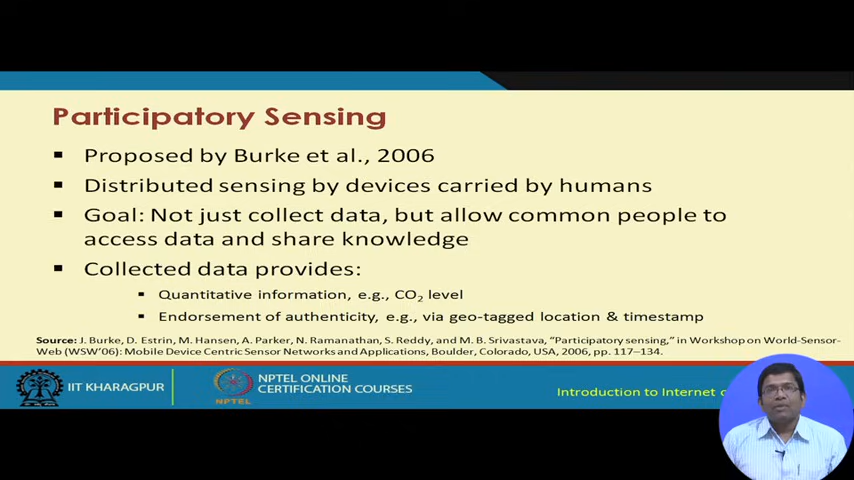 Participatory Sensing
▪ Proposed by Burke et al., 2006
▪ Distributed sensing by devices carried by humans
▪ Goal: Not just collect data, but allow common people to
access data and share knowledge
▪ Collected data provides:
▪ Quantitative information, e.g., CO₂ level
▪ Endorsement of authenticity, e.g., via geo-tagged location & timestamp
Source: J. Burke, D. Estrin, M. Hansen, A. Parker, N. Ramanathan, S. Reddy, and M. B. Srivastava, "Participatory sensing," in Workshop on World-Sensor-
Web (WSW'06): Mobile Device Centric Sensor Networks and Applications, Boulder, Colorado, USA, 2006, pp. 117–134.
IIT KHARAGPUR
NPTEL
NPTEL ONLINE
CERTIFICATION COURSES
Introduction to Internet